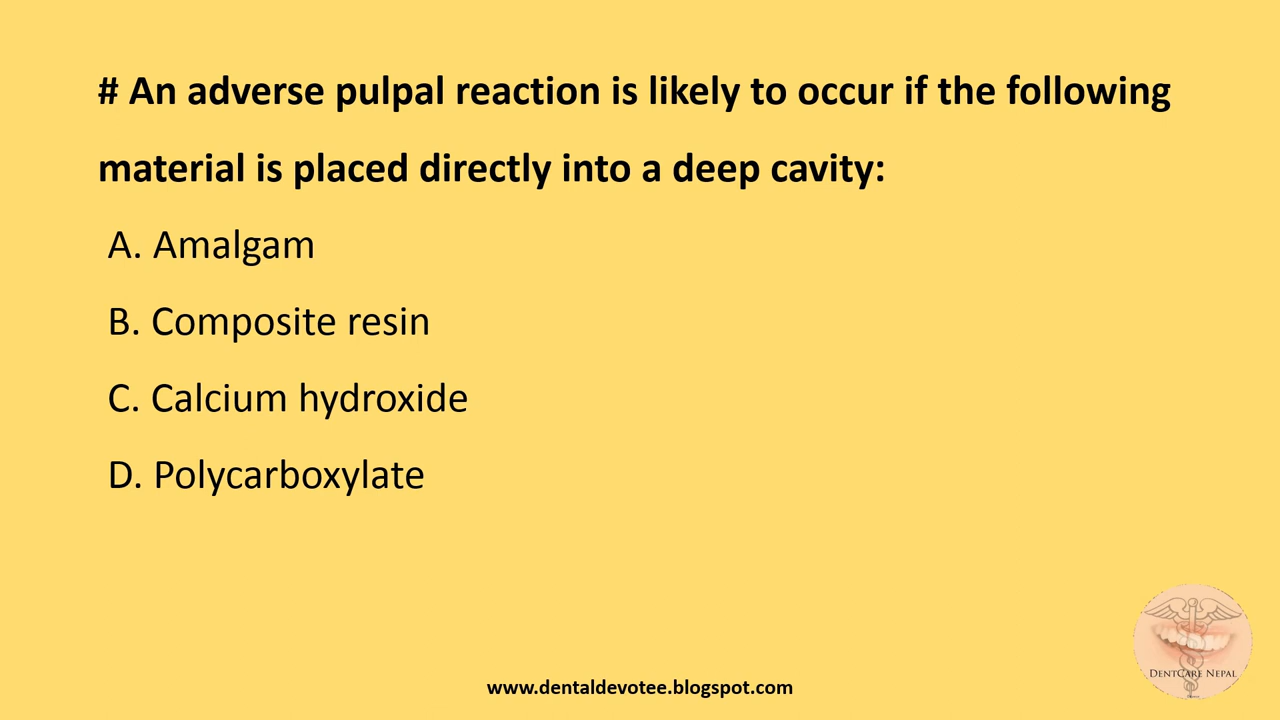 # An adverse pulpal reaction is likely to occur if the following
material is placed directly into a deep cavity:
A. Amalgam
B. Composite resin
C. Calcium hydroxide
D. Polycarboxylate
DENTCARE NEPAL
www.dentaldevotee.blogspot.com